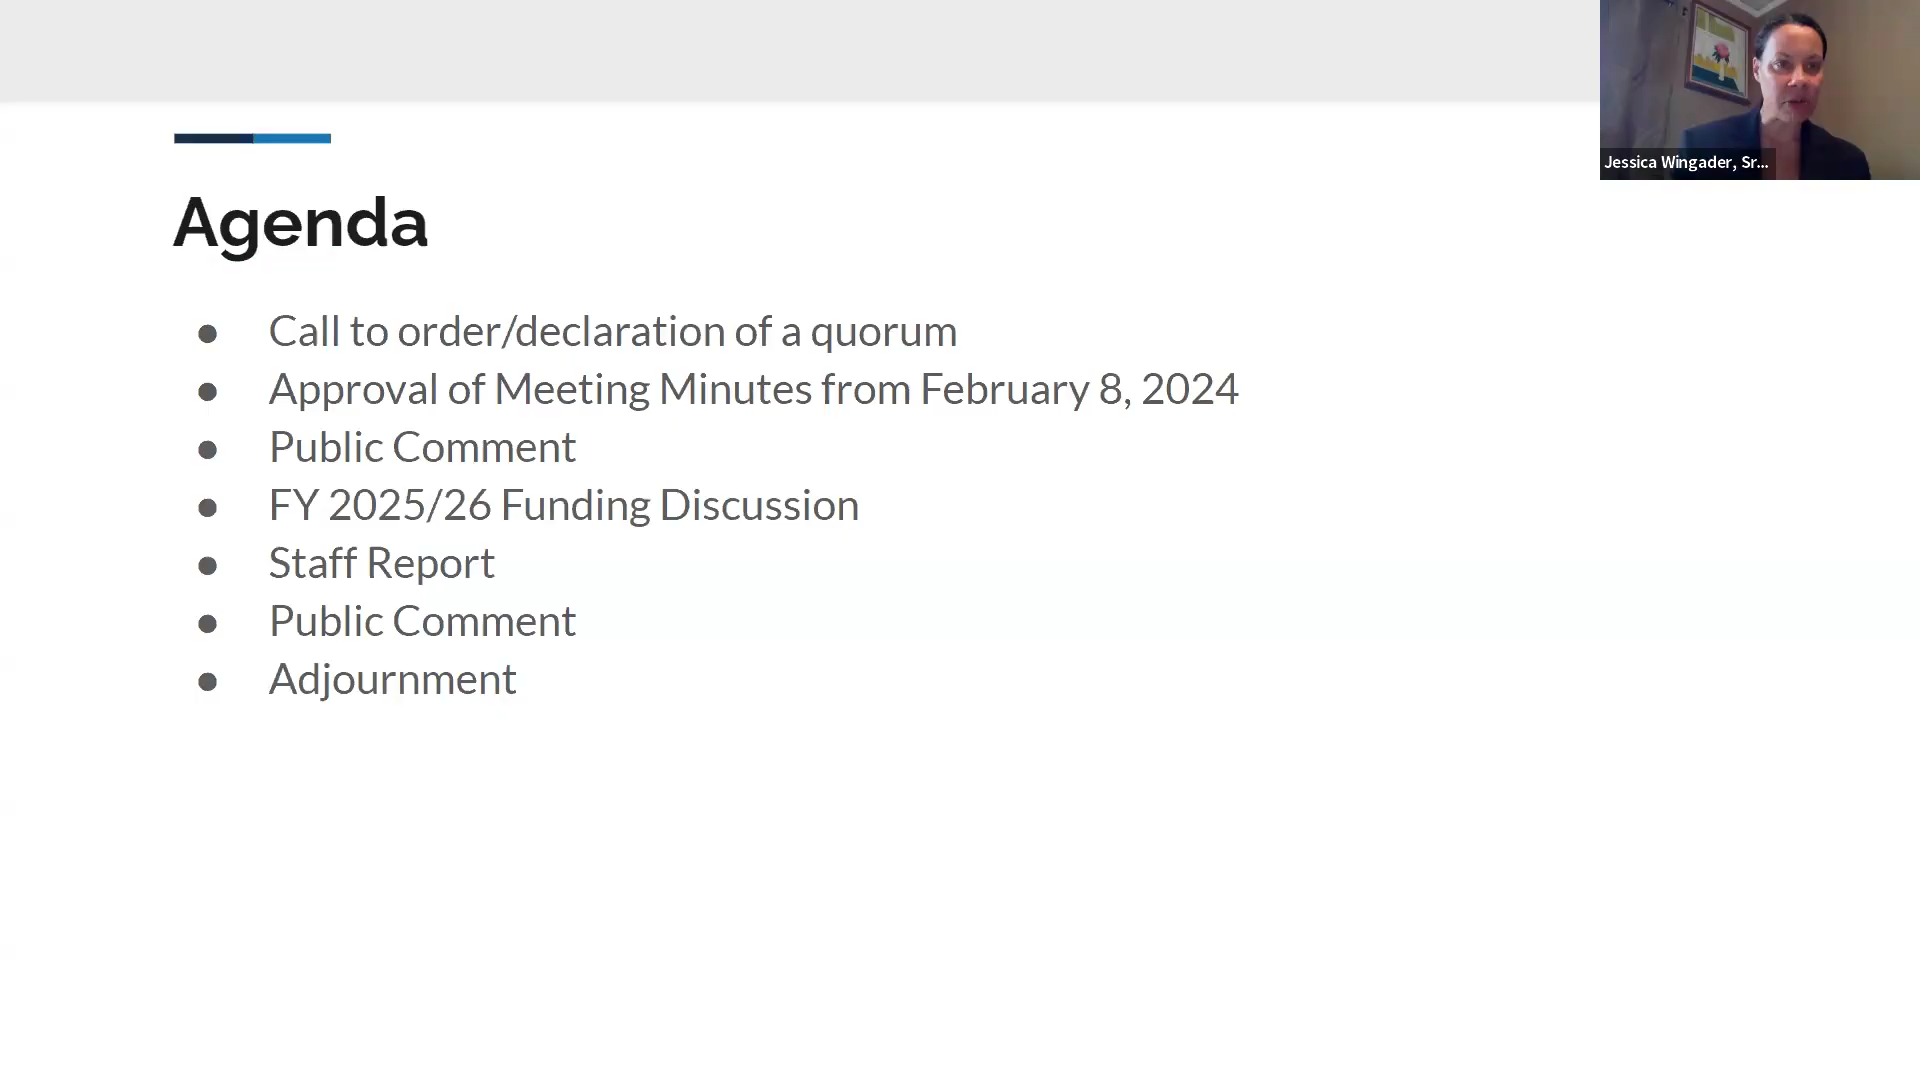 Jessica Wingader, Sr...
Agenda
● Call to order/declaration of a quorum
● Approval of Meeting Minutes from February 8, 2024
● Public Comment
● FY 2025/26 Funding Discussion
● Staff Report
● Public Comment
● Adjournment